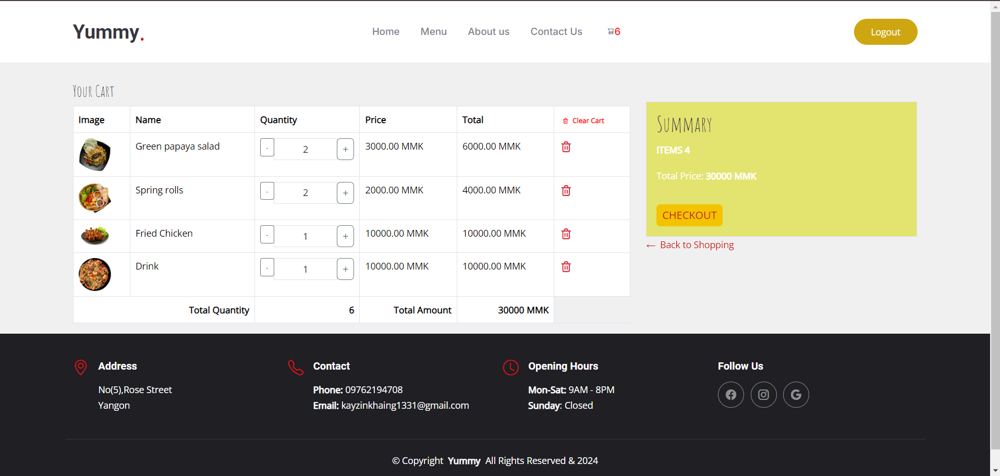 Yummy.
Home Menu About us Contact Us 6
Logout
Your Cart
Image Name Quantity Price Total Clear Cart
Green papaya salad - 2 + 3000.00 MMK 6000.00 MMK
Spring rolls - 2 + 2000.00 MMK 4000.00 MMK
Fried Chicken - 1 + 10000.00 MMK 10000.00 MMK
Drink - 1 + 10000.00 MMK 10000.00 MMK
Total Quantity 6 Total Amount 30000 MMK
Summary
ITEMS 4
Total Price: 30000 MMK
CHECKOUT
← Back to Shopping
Address
No(5),Rose Street
Yangon
Contact
Phone: 09762194708
Email: kayzinkhaing1331@gmail.com
Opening Hours
Mon-Sat: 9AM - 8PM
Sunday: Closed
Follow Us
© Copyright Yummy All Rights Reserved & 2024